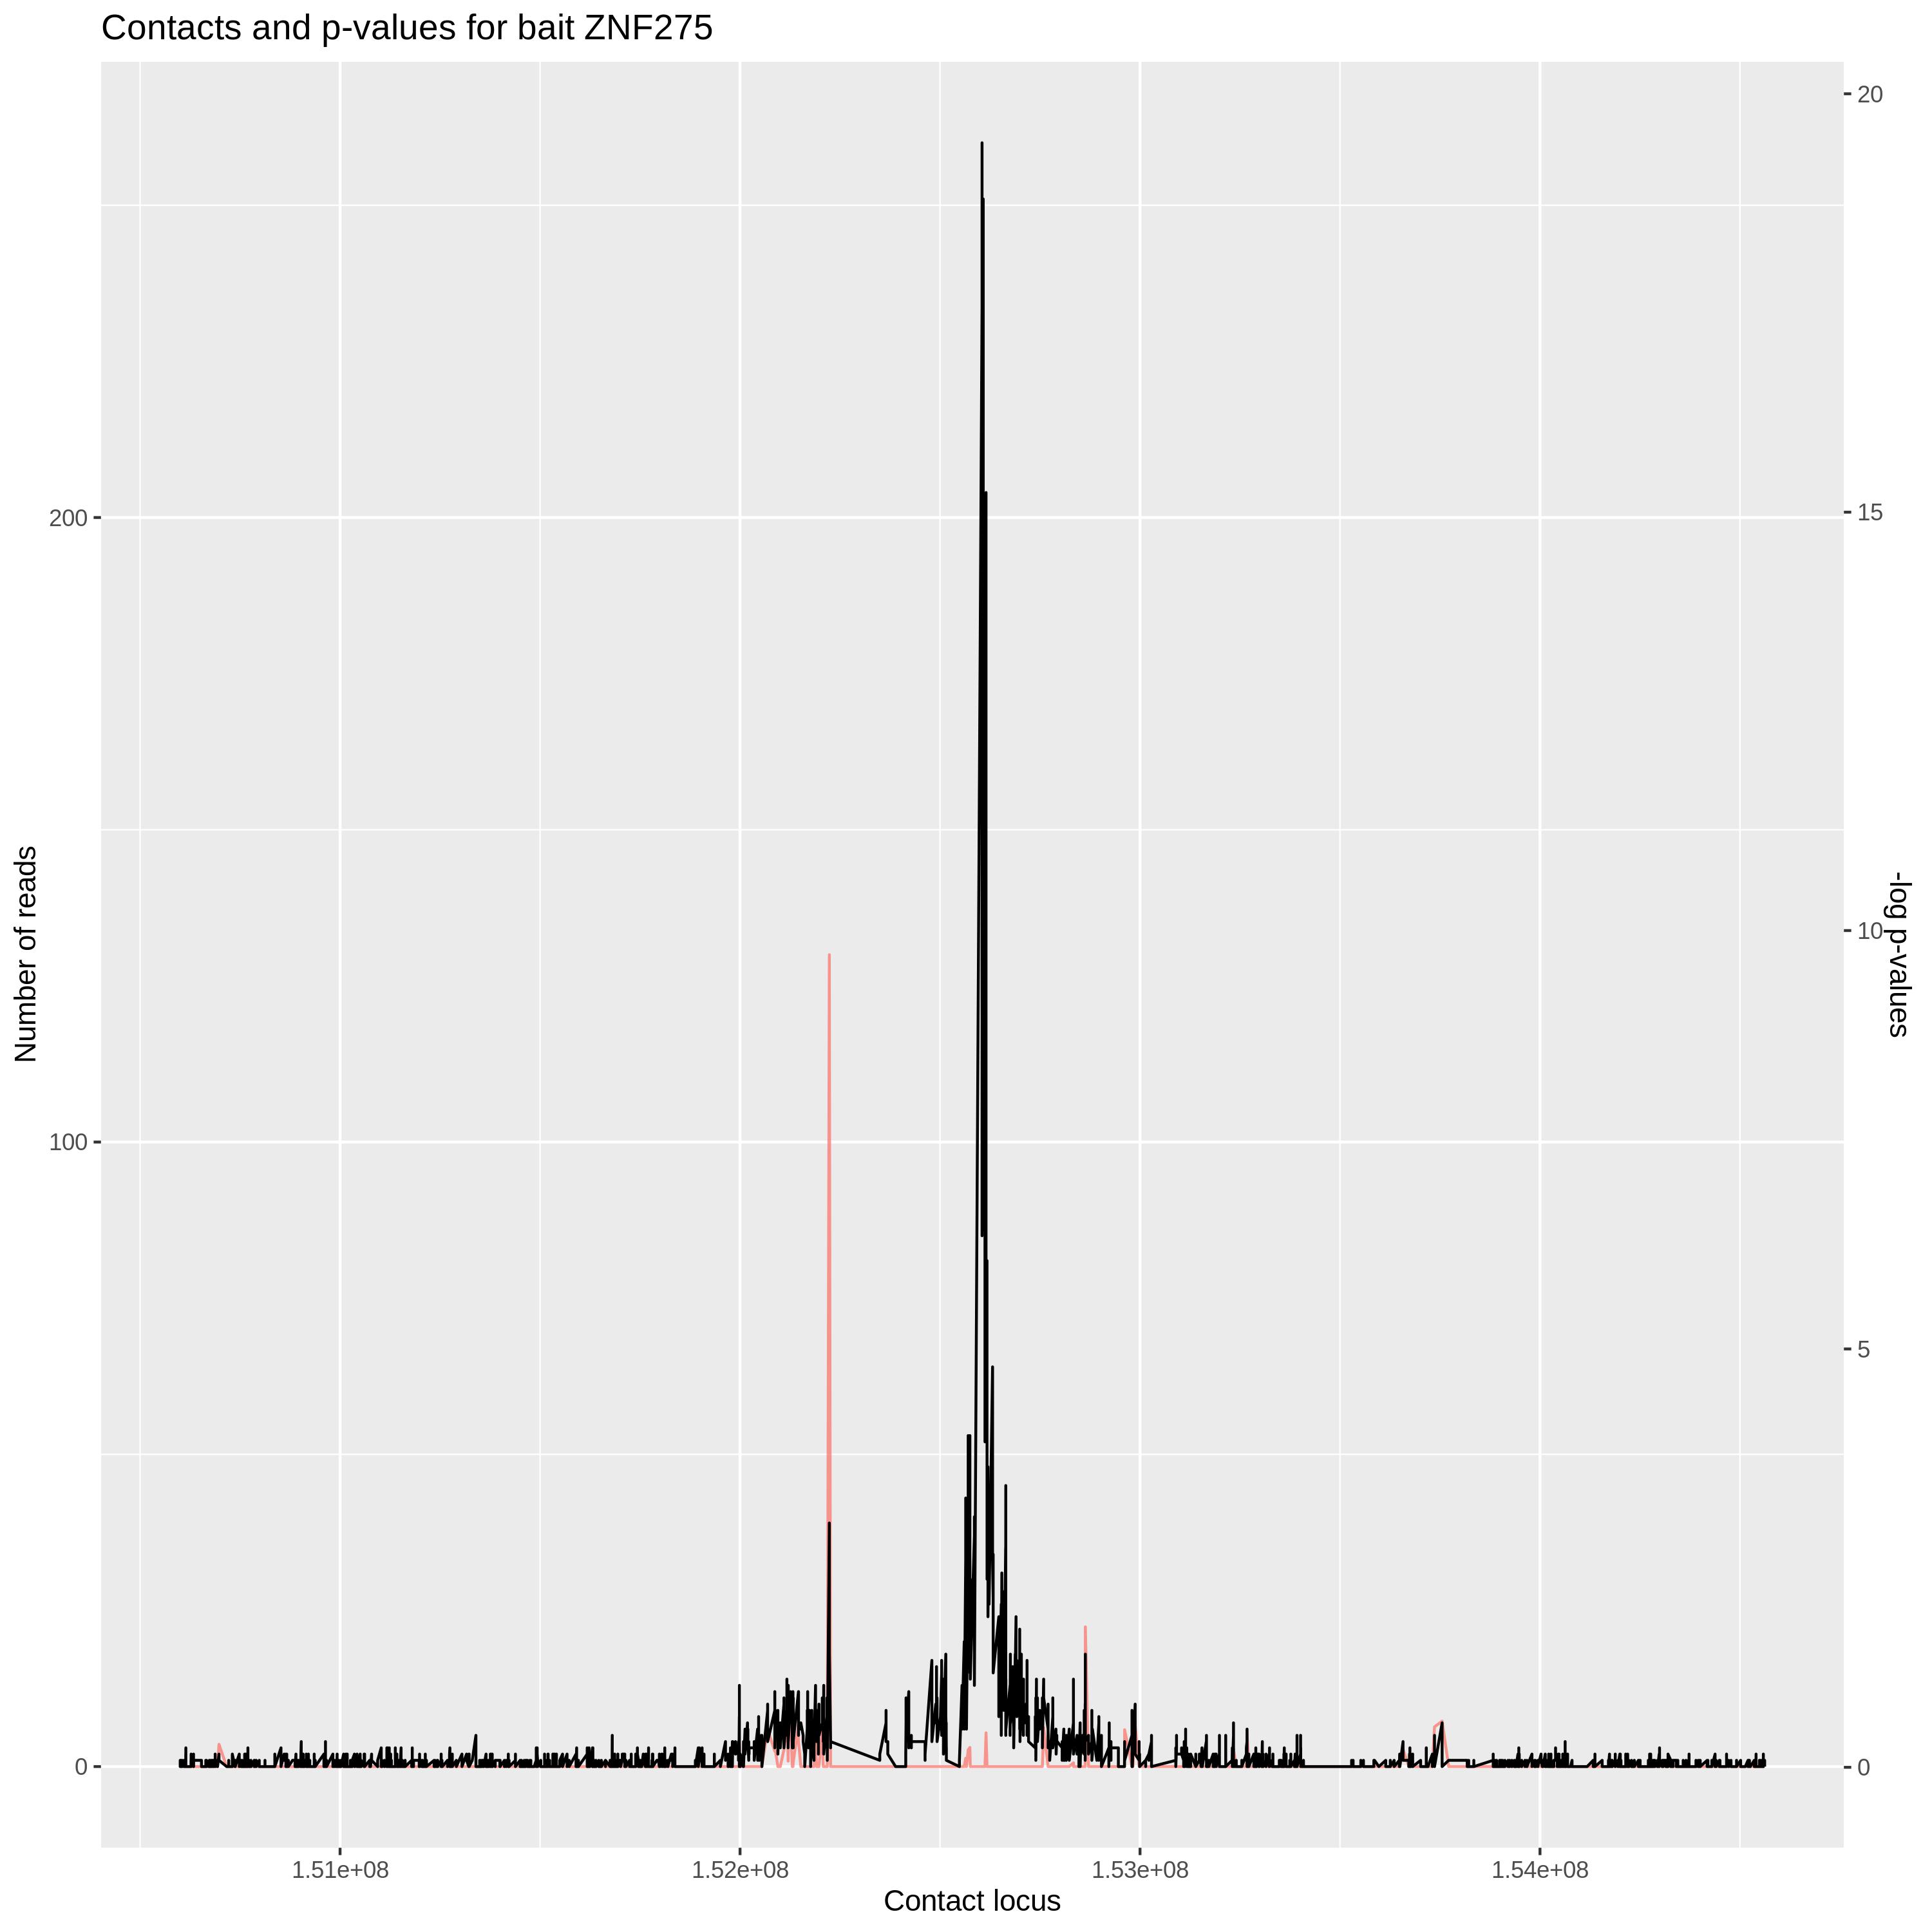 Contacts and p-values for bait ZNF275
Number of reads
200
100
0
20
15
10
5
0
-log p-values
1.51e+08
1.52e+08
1.53e+08
1.54e+08
Contact locus